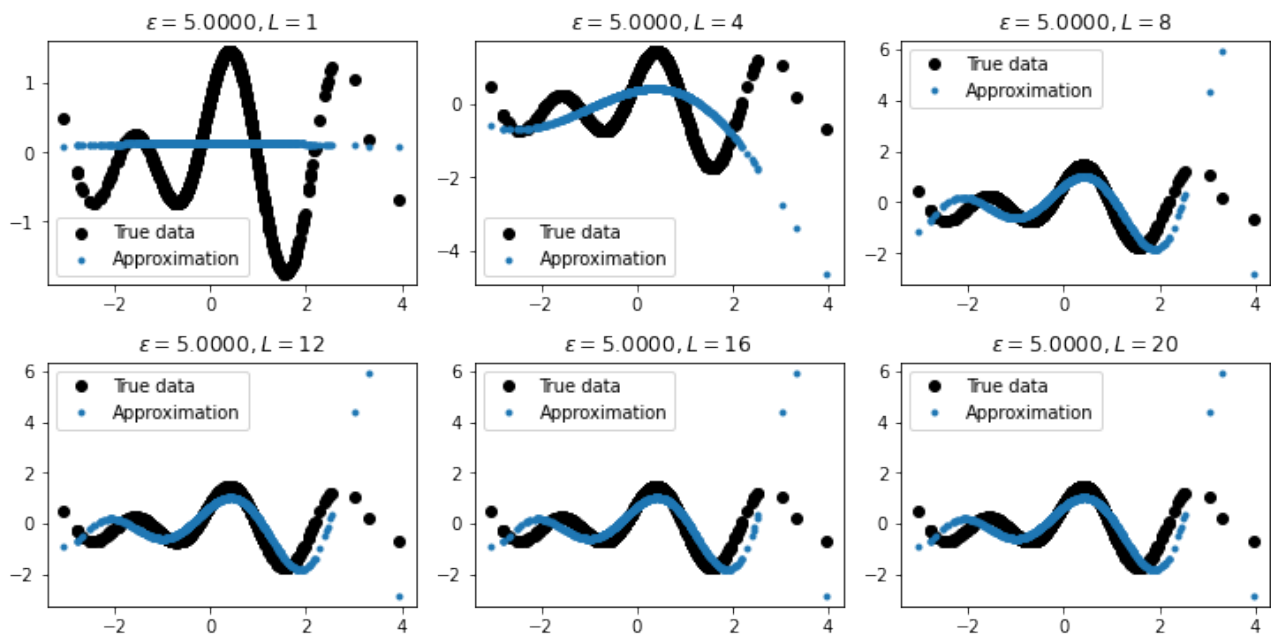 ε = 5.0000, L = 1
1
0
−1
True data
Approximation
−2
0
2
4
ε = 5.0000, L = 4
0
−2
−4
True data
Approximation
−2
0
2
4
ε = 5.0000, L = 8
6
4
2
0
−2
True data
Approximation
−2
0
2
4
ε = 5.0000, L = 12
6
4
2
0
−2
True data
Approximation
−2
0
2
4
ε = 5.0000, L = 16
6
4
2
0
−2
True data
Approximation
−2
0
2
4
ε = 5.0000, L = 20
6
4
2
0
−2
True data
Approximation
−2
0
2
4